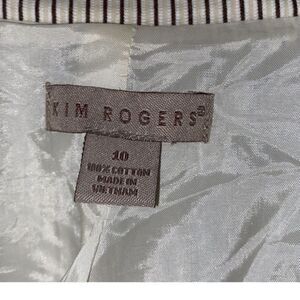 KIM ROGERS®
10
100% COTTON
MADE IN
VIETNAM